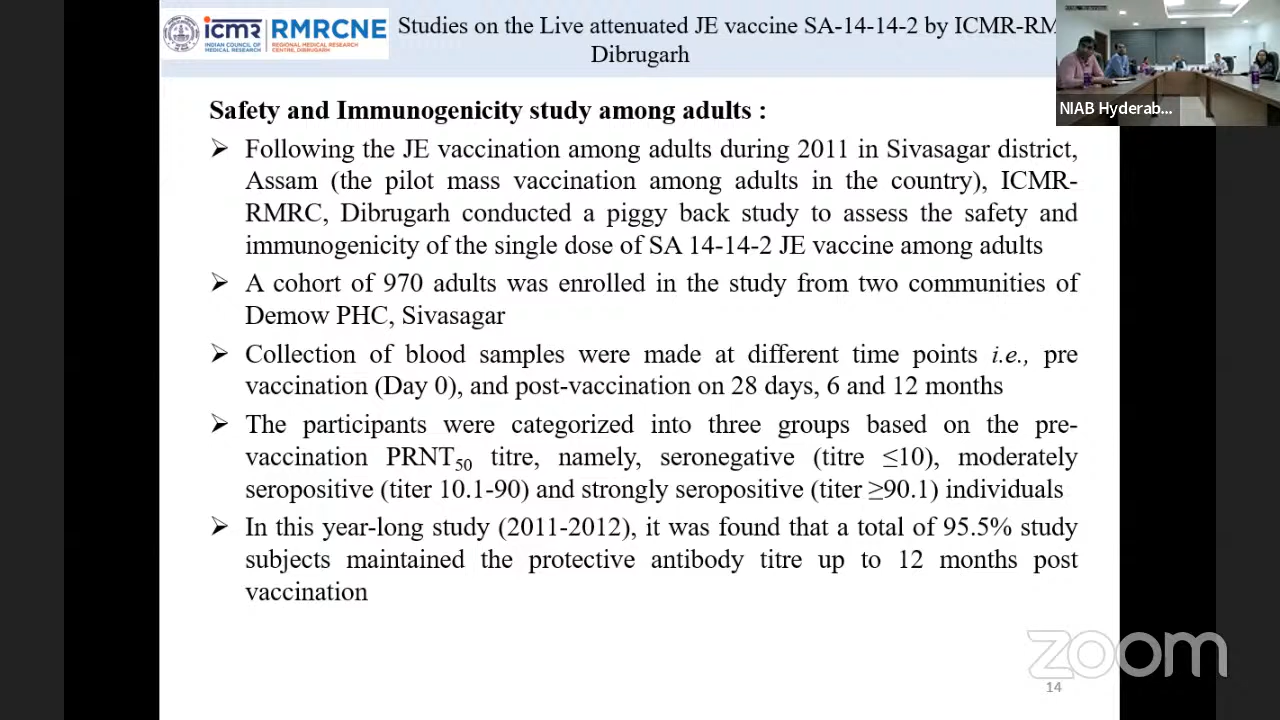 icmr RMRCNE
INDIAN COUNCIL OF MEDICAL RESEARCH
REGIONAL MEDICAL RESEARCH CENTRE, DIBRUGARH
Studies on the Live attenuated JE vaccine SA-14-14-2 by ICMR-RM
Dibrugarh
NIAB Hyderab...
Safety and Immunogenicity study among adults :
➢ Following the JE vaccination among adults during 2011 in Sivasagar district,
Assam (the pilot mass vaccination among adults in the country), ICMR-
RMRC, Dibrugarh conducted a piggy back study to assess the safety and
immunogenicity of the single dose of SA 14-14-2 JE vaccine among adults
➢ A cohort of 970 adults was enrolled in the study from two communities of
Demow PHC, Sivasagar
➢ Collection of blood samples were made at different time points i.e., pre
vaccination (Day 0), and post-vaccination on 28 days, 6 and 12 months
➢ The participants were categorized into three groups based on the pre-
vaccination PRNT50 titre, namely, seronegative (titre ≤10), moderately
seropositive (titer 10.1-90) and strongly seropositive (titer ≥90.1) individuals
➢ In this year-long study (2011-2012), it was found that a total of 95.5% study
subjects maintained the protective antibody titre up to 12 months post
vaccination
zoom
14